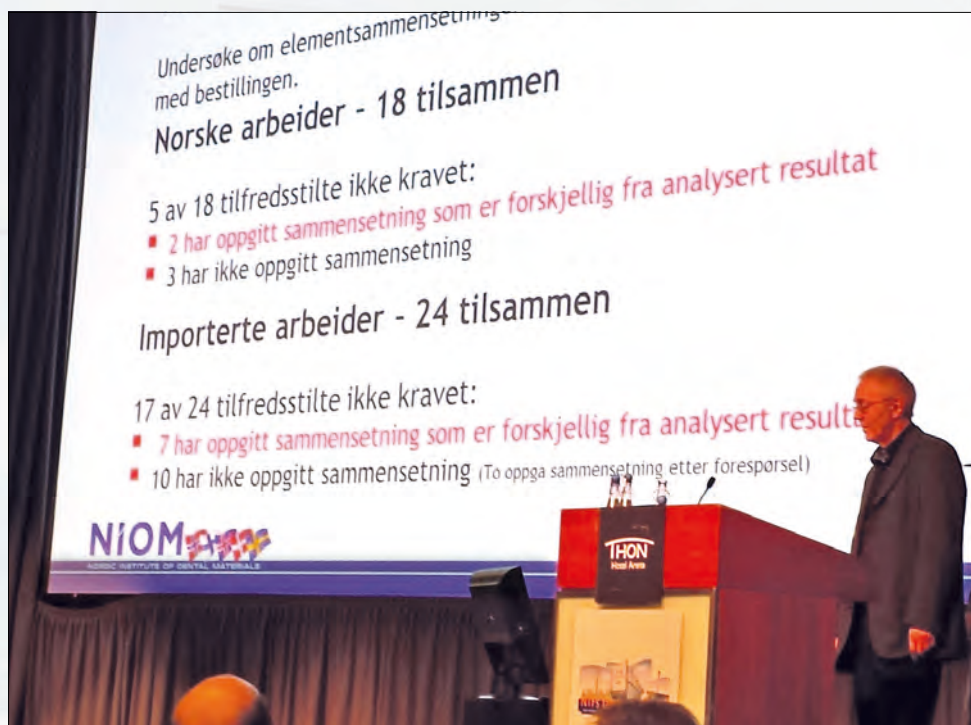 Undersøke om elementsammensetningen
med bestillingen.
Norske arbeider - 18 tilsammen
5 av 18 tilfredsstilte ikke kravet:
2 har oppgitt sammensetning som er forskjellig fra analysert resultat
3 har ikke oppgitt sammensetning
Importerte arbeider - 24 tilsammen
17 av 24 tilfredsstilte ikke kravet:
7 har oppgitt sammensetning som er forskjellig fra analysert resultat
10 har ikke oppgitt sammensetning (To oppga sammensetning etter forespørsel)
NIOM
NORDIC INSTITUTE OF DENTAL MATERIALS
THON
Hotel Arena